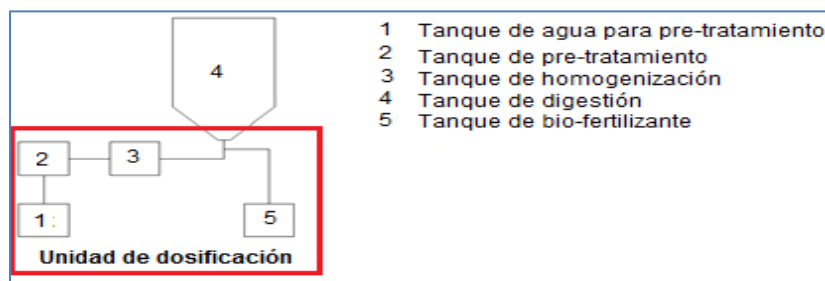 4
2
3
1:
5
Unidad de dosificación
1 Tanque de agua para pre-tratamiento
2 Tanque de pre-tratamiento
3 Tanque de homogenización
4 Tanque de digestión
5 Tanque de bio-fertilizante